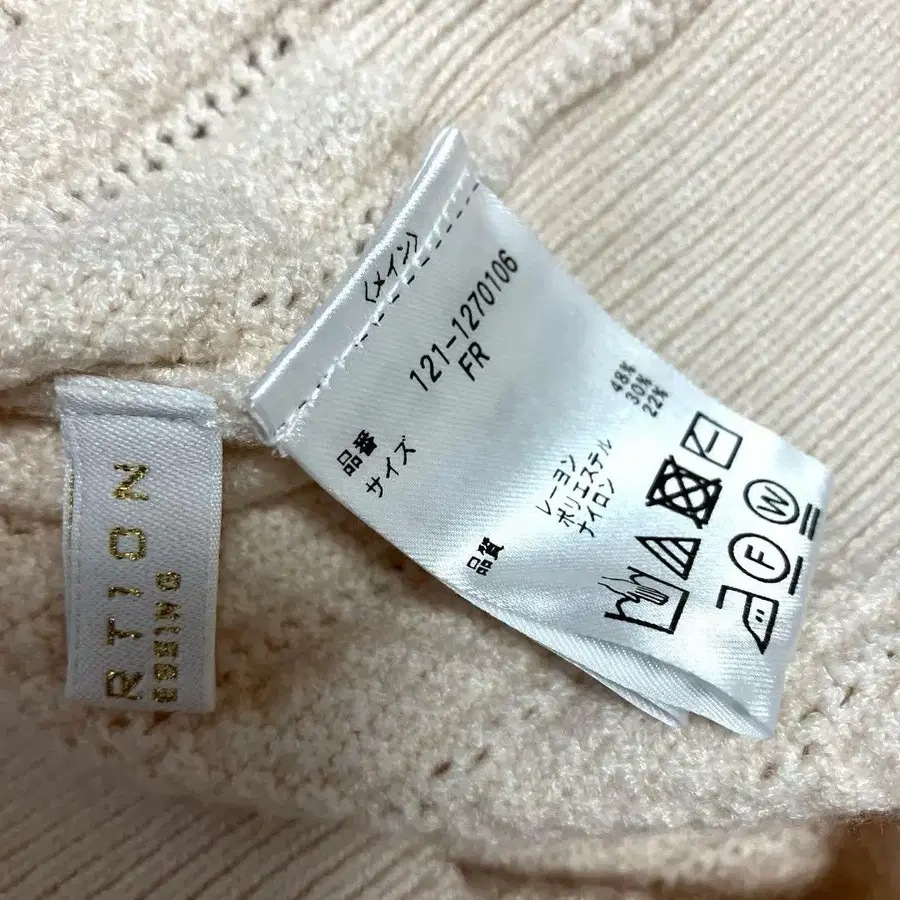 〈メイン〉
品番 121-1270106
サイズ FR
品質 レーヨン 48%
ポリエステル 30%
ナイロン 22%
W
F
RTION